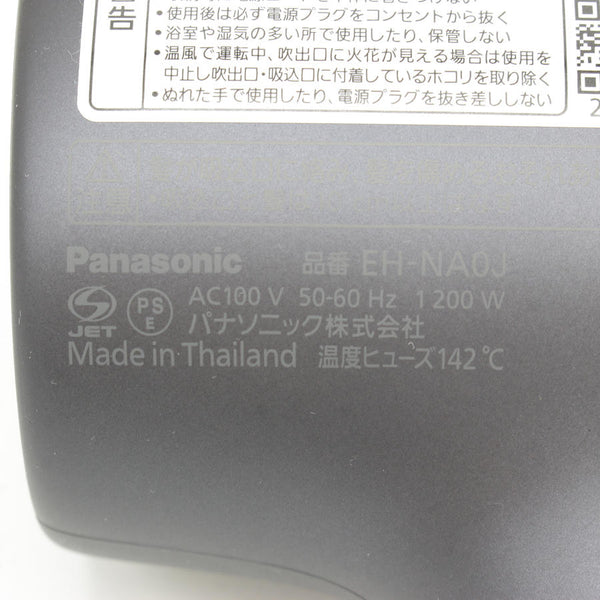 告
•使用後は必ず電源プラグをコンセントから抜く
•浴室や湿気の多い所で使用したり、保管しない
•温風で運転中、吹出口に火花が見える場合は使用を
中止し吹出口・吸込口に付着しているホコリを取り除く
•ぬれた手で使用したり、電源プラグを抜き差ししない
2
注意
Panasonic 品番 EH-NA0J
JET PS E AC100 V 50-60 Hz 1 200 W
パナソニック株式会社
Made in Thailand 温度ヒューズ142℃